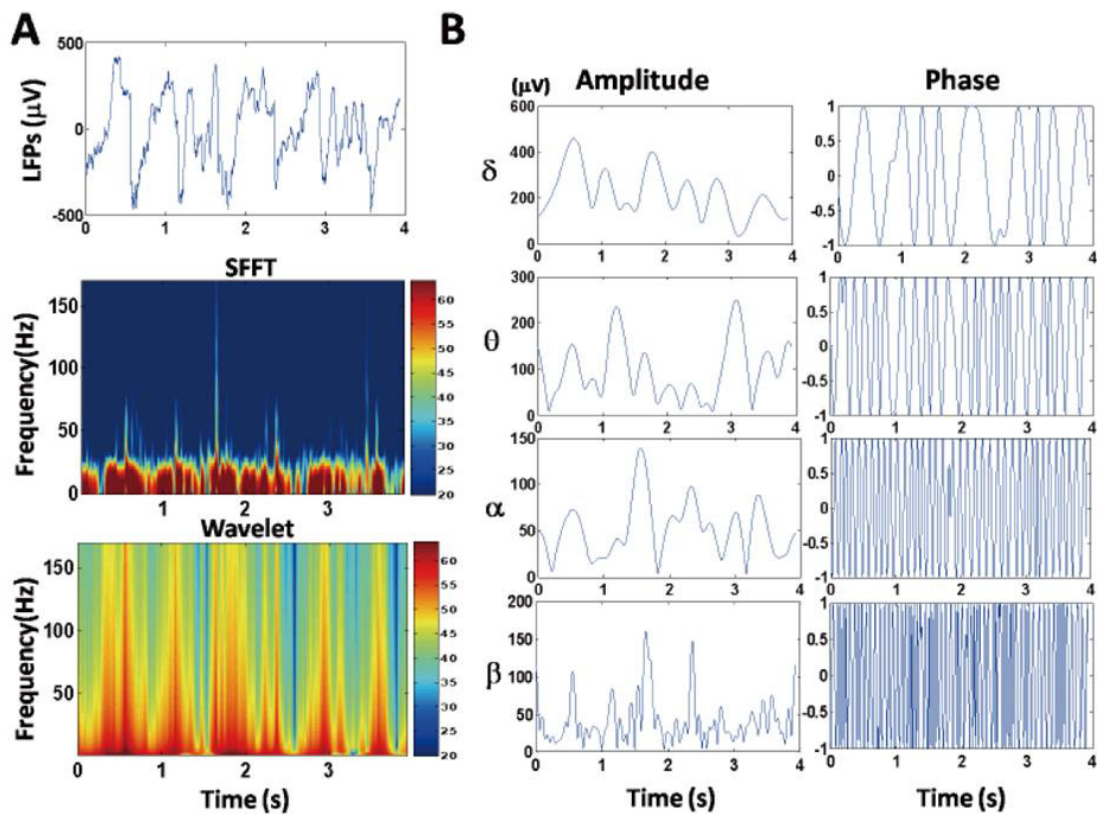 A
LFPs (μV)
500
0
-500
0 1 2 3 4
SFFT
Frequency(Hz)
150
100
50
0
1 2 3
60
55
50
45
40
35
30
25
20
Wavelet
Frequency(Hz)
150
100
50
0 1 2 3
60
55
50
45
40
35
30
25
20
Time (s)
B
(μV)
Amplitude
Phase
δ
600
400
200
0
0 1 2 3 4
1
0.5
0
-0.5
-1
0 1 2 3 4
θ
300
200
100
0
0 1 2 3 4
1
0.5
0
-0.5
-1
0 1 2 3 4
α
150
100
50
0
0 1 2 3 4
1
0.5
0
-0.5
-1
0 1 2 3 4
β
200
150
100
50
0
0 1 2 3 4
1
0.5
0
-0.5
-1
0 1 2 3 4
Time (s)
Time (s)